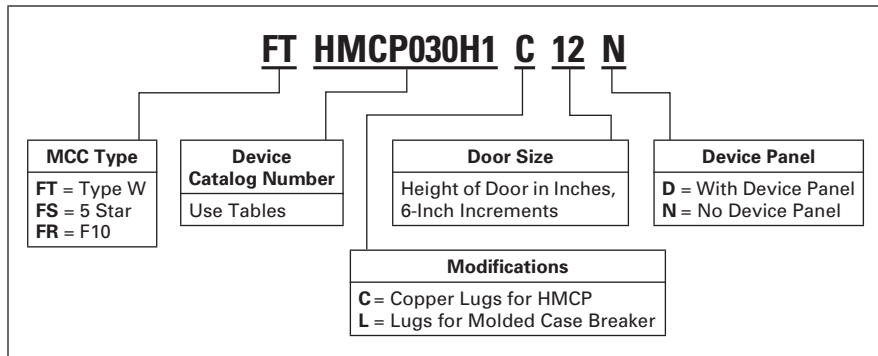 FT HMCP030H1 C 12 N
MCC Type
FT = Type W
FS = 5 Star
FR = F10
Device
Catalog Number
Use Tables
Door Size
Height of Door in Inches,
6-Inch Increments
Device Panel
D = With Device Panel
N = No Device Panel
Modifications
C = Copper Lugs for HMCP
L = Lugs for Molded Case Breaker